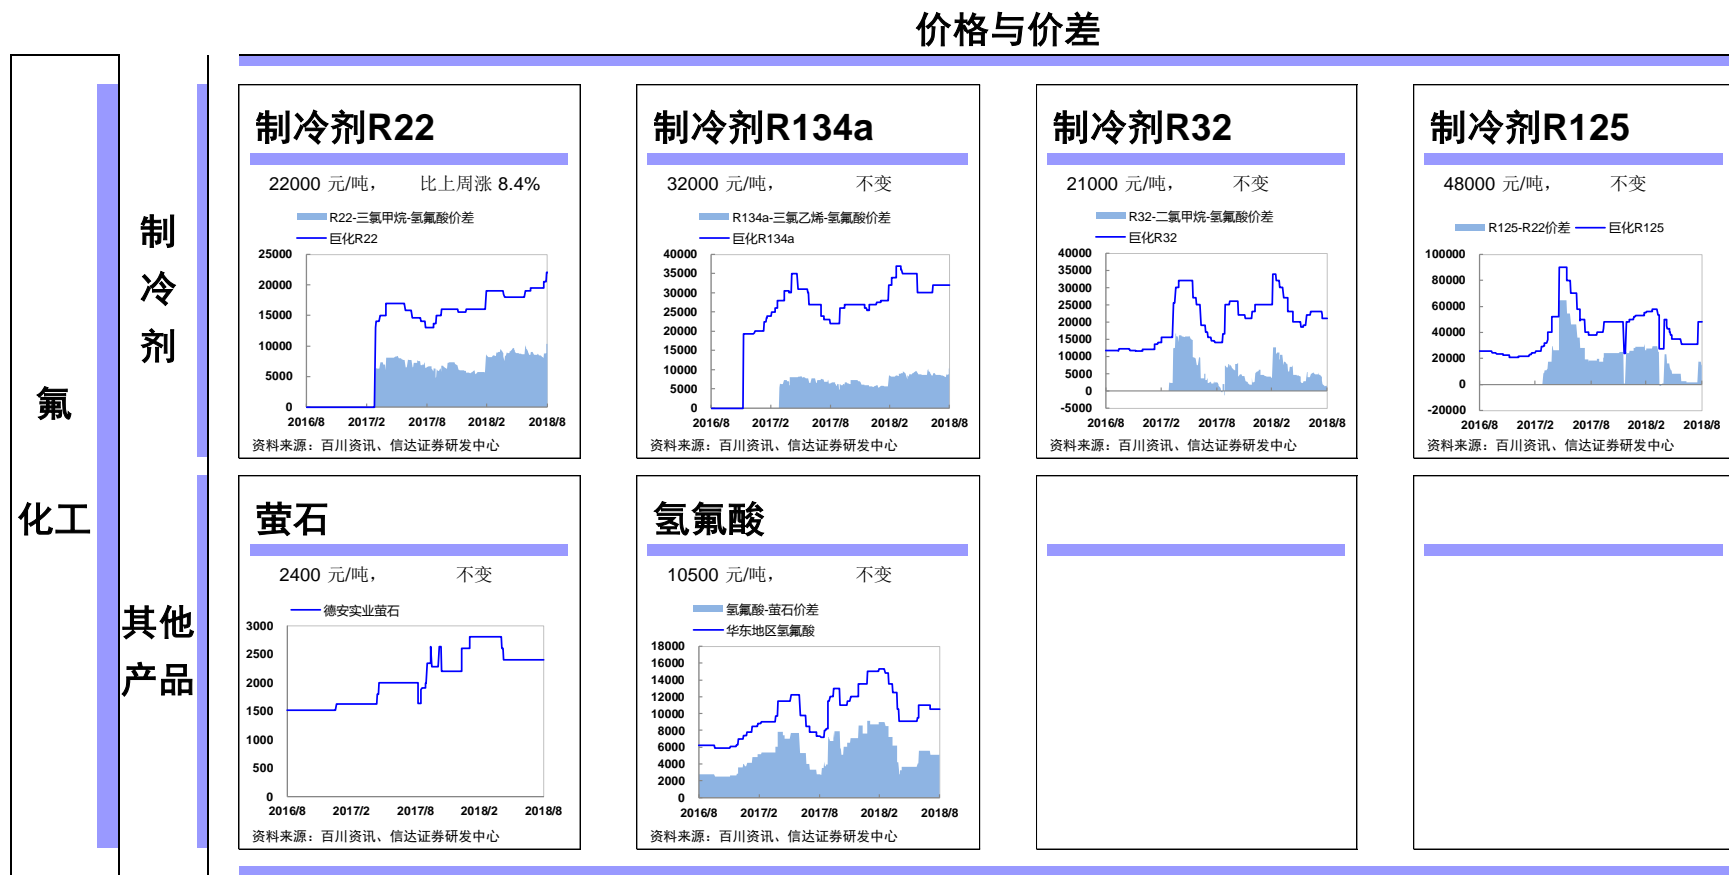 价格与价差
氟
化工
制
冷
剂
其他
产品
制冷剂R22
22000 元/吨， 比上周涨 8.4%
R22-三氯甲烷-氢氟酸价差
巨化R22
25000
20000
15000
10000
5000
0
2016/8 2017/2 2017/8 2018/2 2018/8
资料来源：百川资讯、信达证券研发中心
制冷剂R134a
32000 元/吨， 不变
R134a-三氯乙烯-氢氟酸价差
巨化R134a
40000
35000
30000
25000
20000
15000
10000
5000
0
2016/8 2017/2 2017/8 2018/2 2018/8
资料来源：百川资讯、信达证券研发中心
制冷剂R32
21000 元/吨， 不变
R32-二氯甲烷-氢氟酸价差
巨化R32
40000
35000
30000
25000
20000
15000
10000
5000
0
-5000
2016/8 2017/2 2017/8 2018/2 2018/8
资料来源：百川资讯、信达证券研发中心
制冷剂R125
48000 元/吨， 不变
R125-R22价差 巨化R125
100000
80000
60000
40000
20000
0
-20000
2016/8 2017/2 2017/8 2018/2 2018/8
资料来源：百川资讯、信达证券研发中心
萤石
2400 元/吨， 不变
德安实业萤石
3000
2500
2000
1500
1000
500
0
2016/8 2017/2 2017/8 2018/2 2018/8
资料来源：百川资讯、信达证券研发中心
氢氟酸
10500 元/吨， 不变
氢氟酸-萤石价差
华东地区氢氟酸
18000
16000
14000
12000
10000
8000
6000
4000
2000
0
2016/8 2017/2 2017/8 2018/2 2018/8
资料来源：百川资讯、信达证券研发中心